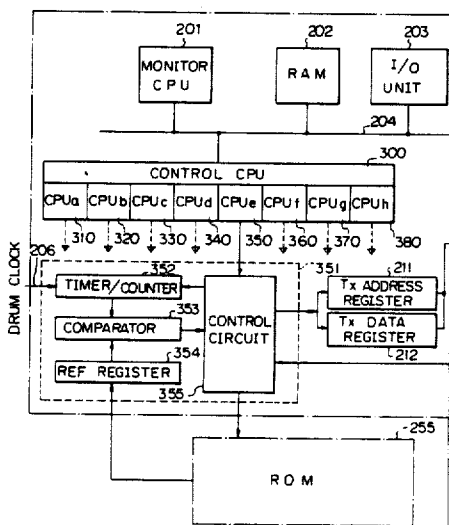 201 202 203
MONITOR CPU
RAM
I/O UNIT
204
300
CONTROL CPU
CPUa CPUb CPUc CPUd CPUe CPUf CPUg CPUh
310 320 330 340 350 360 370 380
DRUM CLOCK
206
352
351
TIMER/COUNTER
353
COMPARATOR
354
REF REGISTER
355
CONTROL CIRCUIT
211
Tx ADDRESS REGISTER
Tx DATA REGISTER
212
255
ROM